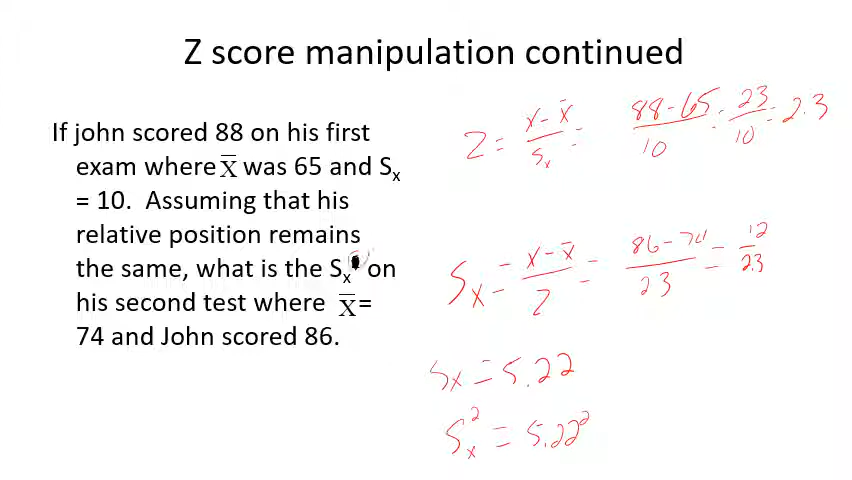 Z score manipulation continued
If john scored 88 on his first
exam where X̅ was 65 and Sx
= 10. Assuming that his
relative position remains
the same, what is the Sx on
his second test where X̅ =
74 and John scored 86.
Z = (x - x̅)/Sx = (88 - 65)/10 = 23/10 = 2.3
Sx = (x - x̅)/Z = (86 - 74)/23 = 12/2.3
Sx = 5.22
Sx² = 5.22²